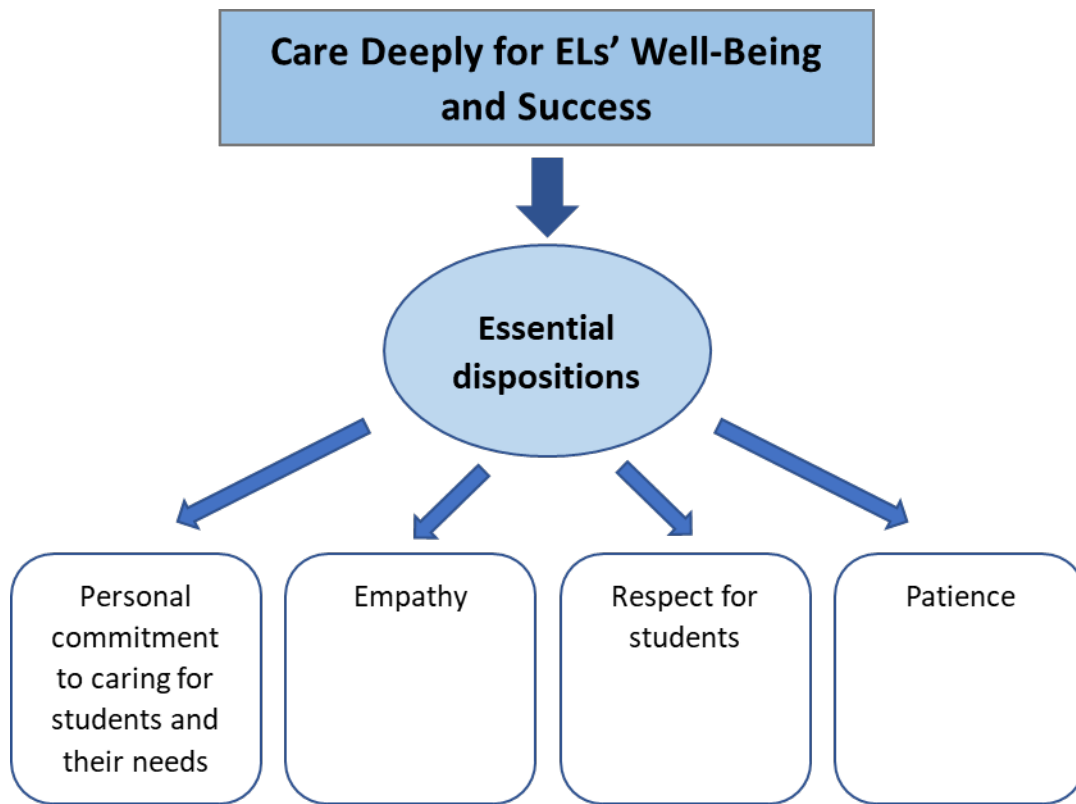 Care Deeply for ELs’ Well-Being
and Success
Essential
dispositions
Personal
commitment
to caring for
students and
their needs
Empathy
Respect for
students
Patience